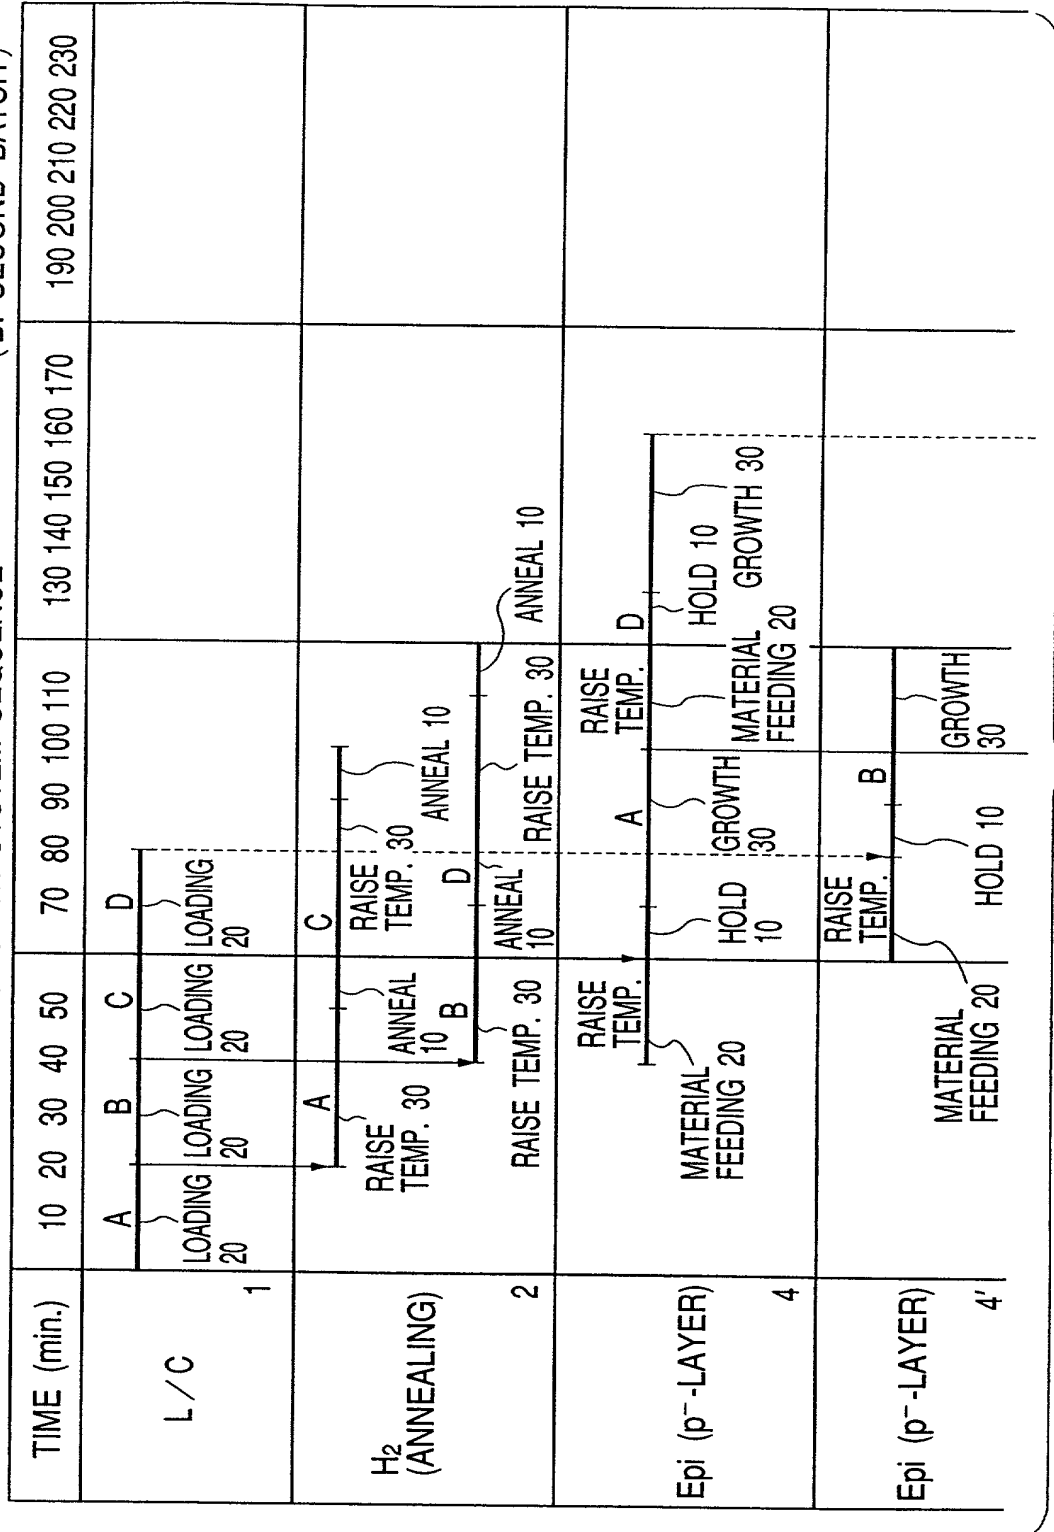 TIME (min.)
10 20 30 40 50
70 80 90 100 110
130 140 150 160 170
190 200 210 220 230
L/C
1
A
B
C
D
LOADING
20
LOADING
20
LOADING
20
LOADING
20
H2
(ANNEALING)
2
A
RAISE
TEMP. 30
ANNEAL
10
C
RAISE
TEMP. 30
ANNEAL 10
B
RAISE TEMP. 30
ANNEAL
10
D
RAISE TEMP. 30
ANNEAL 10
Epi (p⁻-LAYER)
4
RAISE
TEMP.
MATERIAL
FEEDING 20
HOLD
10
A
GROWTH
30
RAISE
TEMP.
MATERIAL
FEEDING 20
D
HOLD 10
GROWTH 30
Epi (p⁻-LAYER)
4'
RAISE
TEMP.
MATERIAL
FEEDING 20
HOLD 10
B
GROWTH
30